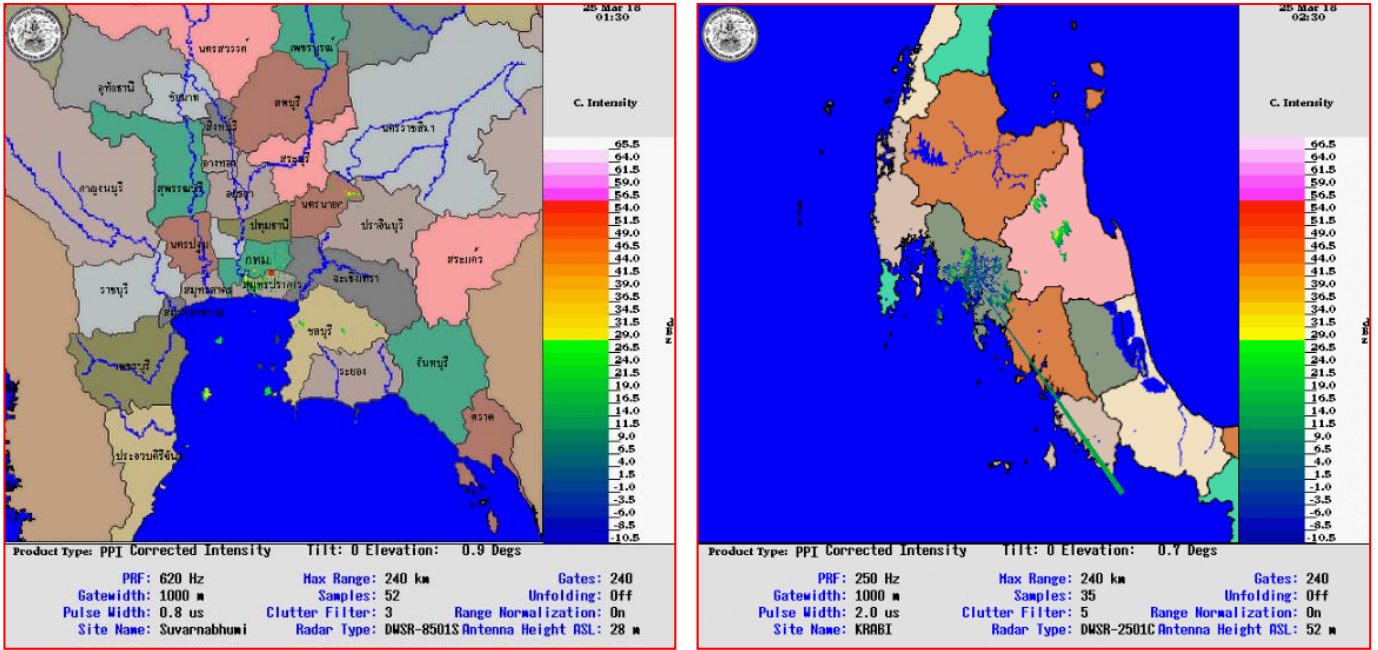 25 Mar 18
01:30
C. Intensity
65.5
64.0
61.5
59.0
56.5
54.0
51.5
49.0
46.5
44.0
41.5
39.0
36.5
34.0
31.5
29.0
26.5
24.0
21.5
19.0
16.5
14.0
11.5
9.0
6.5
4.0
1.5
-1.0
-3.5
-6.0
-8.5
-10.5
นครสวรรค์
เพชรบูรณ์
อุทัยธานี
ชัยนาท
ลพบุรี
สิงห์บุรี
นครราชสีมา
อ่างทอง
สระบุรี
กาญจนบุรี
สุพรรณบุรี
อยุธยา
นครนายก
ปทุมธานี
ปราจีนบุรี
นครปฐม
กทม.
สระแก้ว
ราชบุรี
สมุทรสาคร
สมุทรปราการ
ฉะเชิงเทรา
สมุทรสงคราม
ชลบุรี
เพชรบุรี
ระยอง
จันทบุรี
ตราด
ประจวบคีรีขันธ์
Product Type: PPI Corrected Intensity Tilt: 0 Elevation: 0.9 Degs
PRF: 620 Hz Max Range: 240 km Gates: 240
Gatewidth: 1000 m Samples: 52 Unfolding: Off
Pulse Width: 0.8 us Clutter Filter: 3 Range Normalization: On
Site Name: Suvarnabhumi Radar Type: DWSR-8501S Antenna Height ASL: 28 m
25 Mar 18
02:30
C. Intensity
66.5
64.0
61.5
59.0
56.5
54.0
51.5
49.0
46.5
44.0
41.5
39.0
36.5
34.0
31.5
29.0
26.5
24.0
21.5
19.0
16.5
14.0
11.5
9.0
6.5
4.0
1.5
-1.0
-3.5
-6.0
-8.5
-10.5
Product Type: PPI Corrected Intensity Tilt: 0 Elevation: 0.7 Degs
PRF: 250 Hz Max Range: 240 km Gates: 240
Gatewidth: 1000 m Samples: 35 Unfolding: Off
Pulse Width: 2.0 us Clutter Filter: 5 Range Normalization: On
Site Name: KRABI Radar Type: DWSR-2501C Antenna Height ASL: 52 m